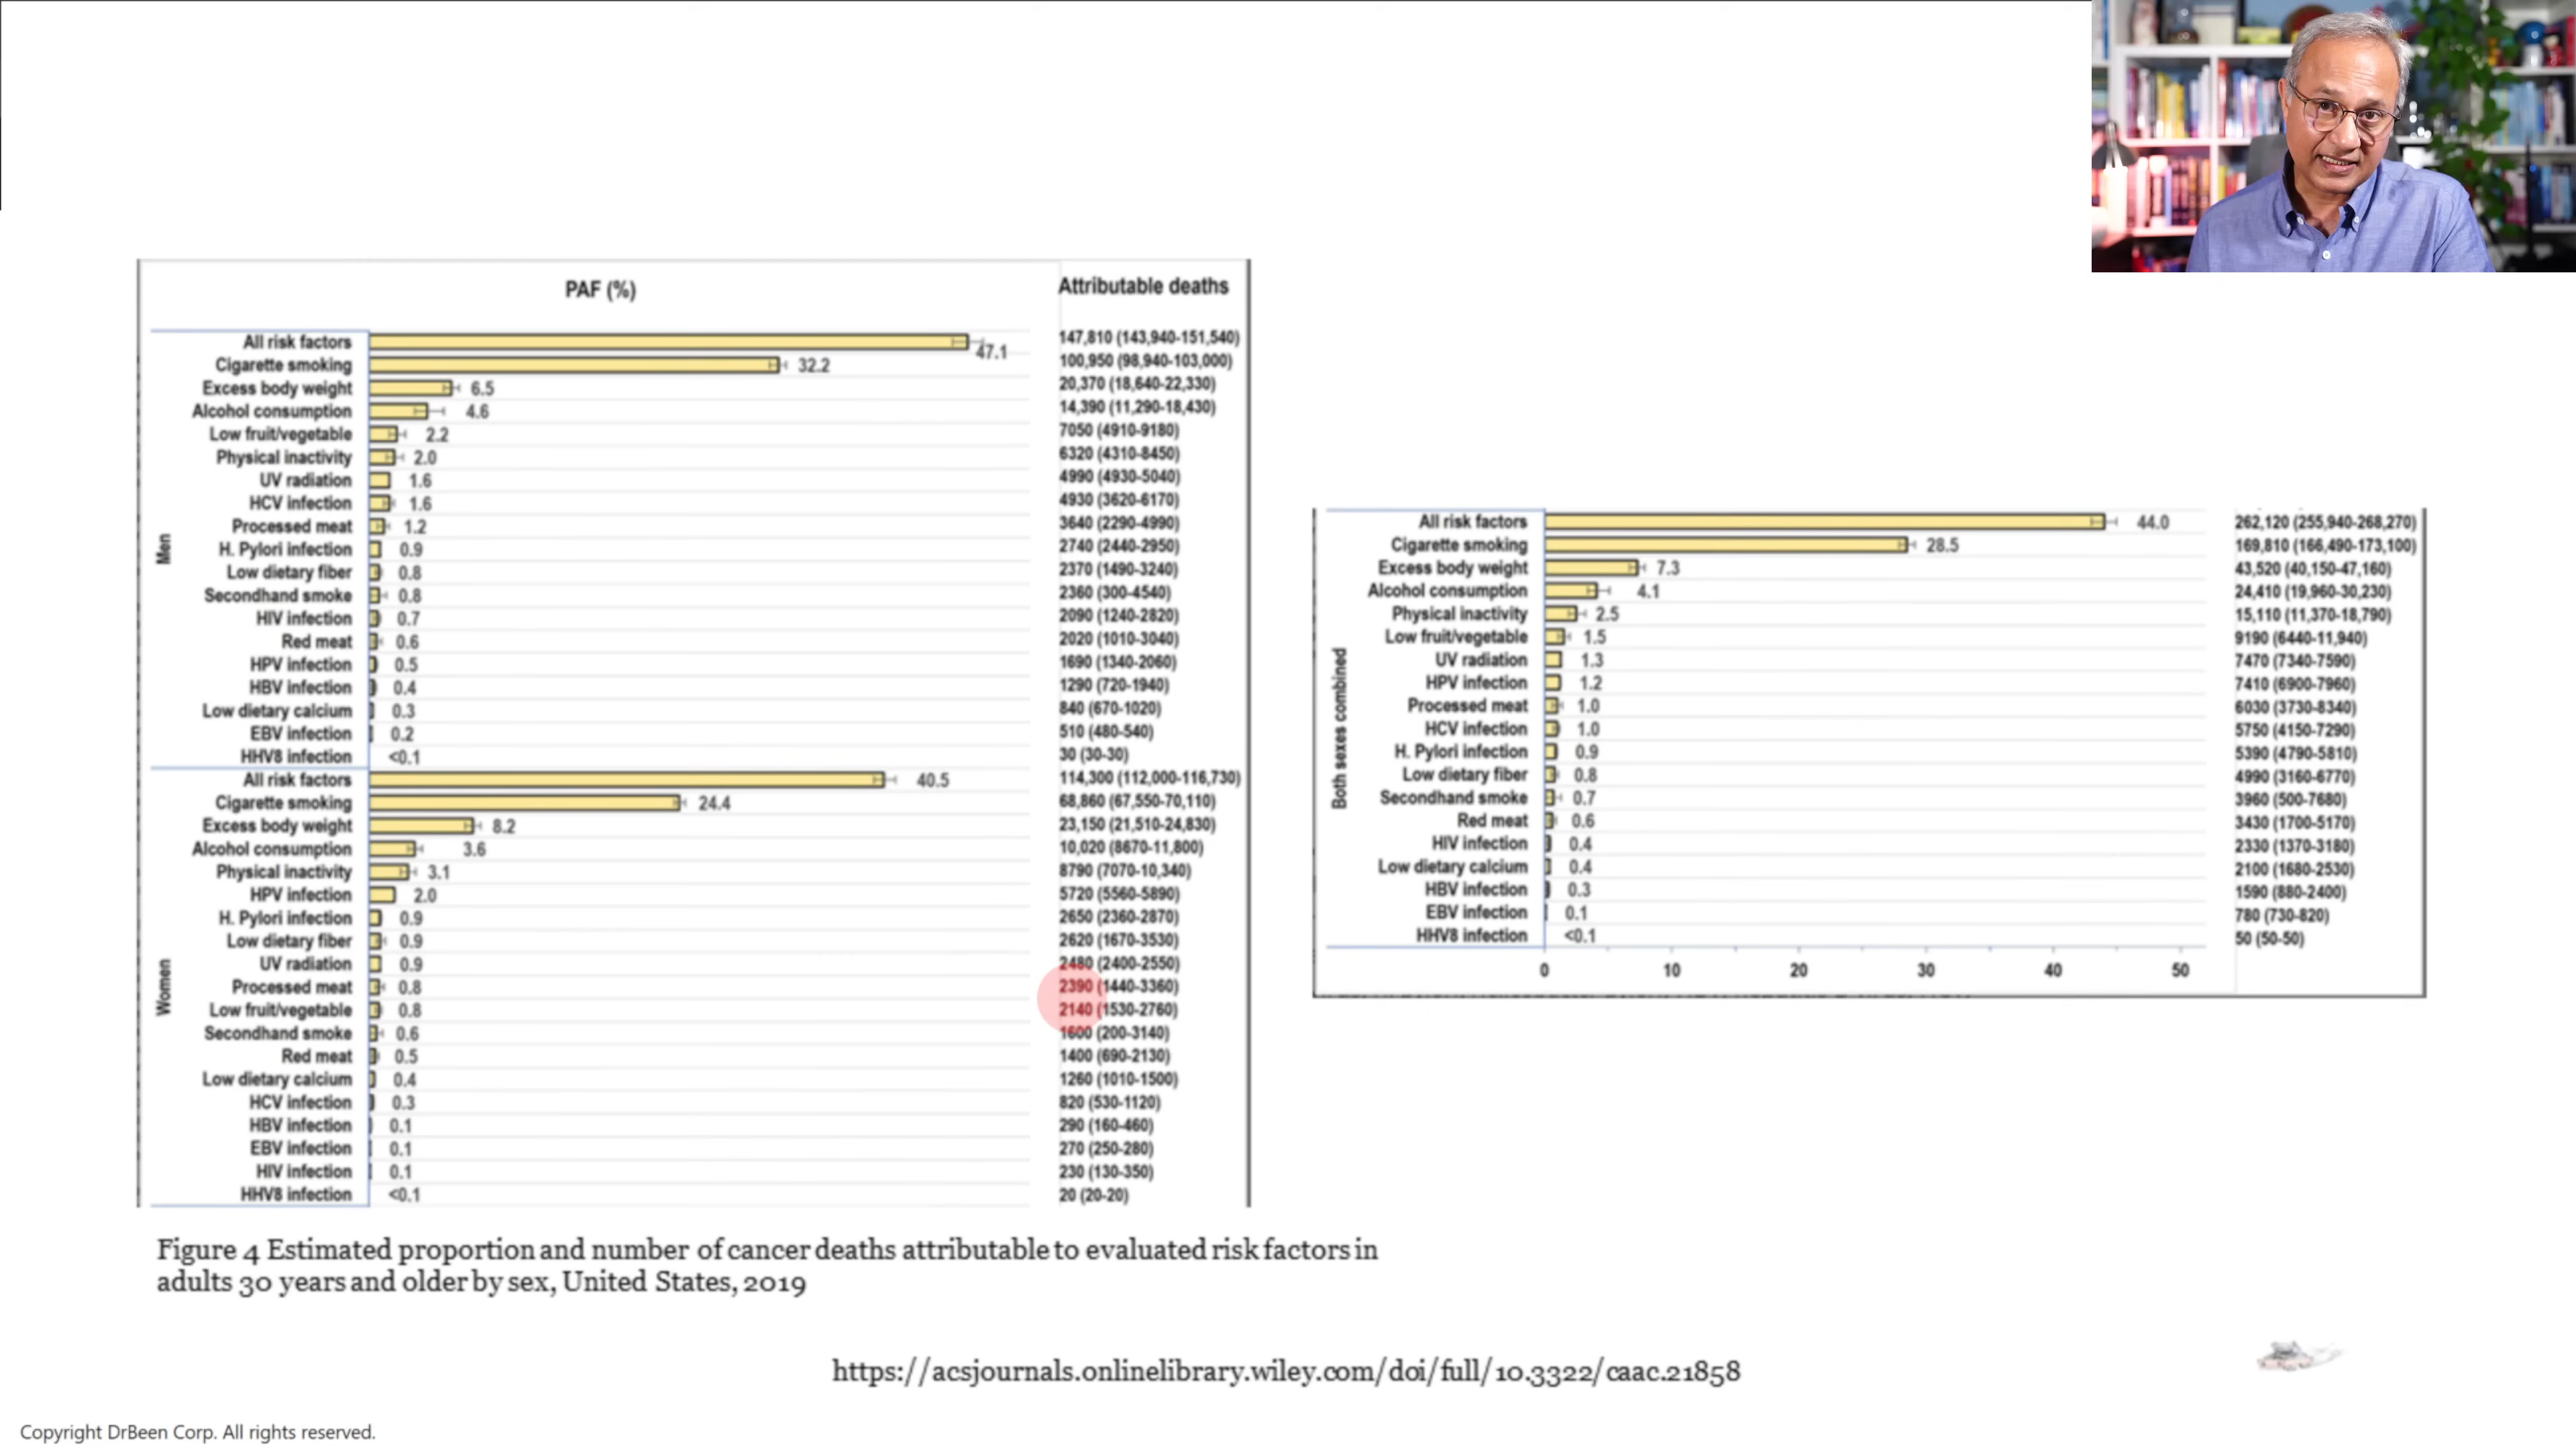 PAF (%) Attributable deaths
Men
All risk factors 47.1 147,810 (143,940-151,540)
Cigarette smoking 32.2 100,950 (98,940-103,000)
Excess body weight 6.5 20,370 (18,640-22,330)
Alcohol consumption 4.6 14,390 (11,290-18,430)
Low fruit/vegetable 2.2 7050 (4910-9180)
Physical inactivity 2.0 6320 (4310-8450)
UV radiation 1.6 4990 (4930-5040)
HCV infection 1.6 4930 (3620-6170)
Processed meat 1.2 3640 (2290-4990)
H. Pylori infection 0.9 2740 (2440-2950)
Low dietary fiber 0.8 2370 (1490-3240)
Secondhand smoke 0.8 2360 (300-4540)
HIV infection 0.7 2090 (1240-2820)
Red meat 0.6 2020 (1010-3040)
HPV infection 0.5 1690 (1340-2060)
HBV infection 0.4 1290 (720-1940)
Low dietary calcium 0.3 840 (670-1020)
EBV infection 0.2 510 (480-540)
HHV8 infection <0.1 30 (30-30)
Women
All risk factors 40.5 114,300 (112,000-116,730)
Cigarette smoking 24.4 68,860 (67,550-70,110)
Excess body weight 8.2 23,150 (21,510-24,830)
Alcohol consumption 3.6 10,020 (8670-11,800)
Physical inactivity 3.1 8790 (7070-10,340)
HPV infection 2.0 5720 (5560-5890)
H. Pylori infection 0.9 2650 (2360-2870)
Low dietary fiber 0.9 2620 (1670-3530)
UV radiation 0.9 2480 (2400-2550)
Processed meat 0.8 2390 (1440-3360)
Low fruit/vegetable 0.8 2140 (1530-2760)
Secondhand smoke 0.6 1600 (200-3140)
Red meat 0.5 1400 (690-2130)
Low dietary calcium 0.4 1260 (1010-1500)
HCV infection 0.3 820 (530-1120)
HBV infection 0.1 290 (160-460)
EBV infection 0.1 270 (250-280)
HIV infection 0.1 230 (130-350)
HHV8 infection <0.1 20 (20-20)
Both sexes combined
All risk factors 44.0 262,120 (255,940-268,270)
Cigarette smoking 28.5 169,810 (166,490-173,100)
Excess body weight 7.3 43,520 (40,150-47,160)
Alcohol consumption 4.1 24,410 (19,960-30,230)
Physical inactivity 2.5 15,110 (11,370-18,790)
Low fruit/vegetable 1.5 9190 (6440-11,940)
UV radiation 1.3 7470 (7340-7590)
HPV infection 1.2 7410 (6900-7960)
Processed meat 1.0 6030 (3730-8340)
HCV infection 1.0 5750 (4150-7290)
H. Pylori infection 0.9 5390 (4790-5810)
Low dietary fiber 0.8 4990 (3160-6770)
Secondhand smoke 0.7 3960 (500-7680)
Red meat 0.6 3430 (1700-5170)
HIV infection 0.4 2330 (1370-3180)
Low dietary calcium 0.4 2100 (1680-2530)
HBV infection 0.3 1590 (880-2400)
EBV infection 0.1 780 (730-820)
HHV8 infection <0.1 50 (50-50)
0 10 20 30 40 50
Figure 4 Estimated proportion and number of cancer deaths attributable to evaluated risk factors in
adults 30 years and older by sex, United States, 2019
https://acsjournals.onlinelibrary.wiley.com/doi/full/10.3322/caac.21858
Copyright DrBeen Corp. All rights reserved.